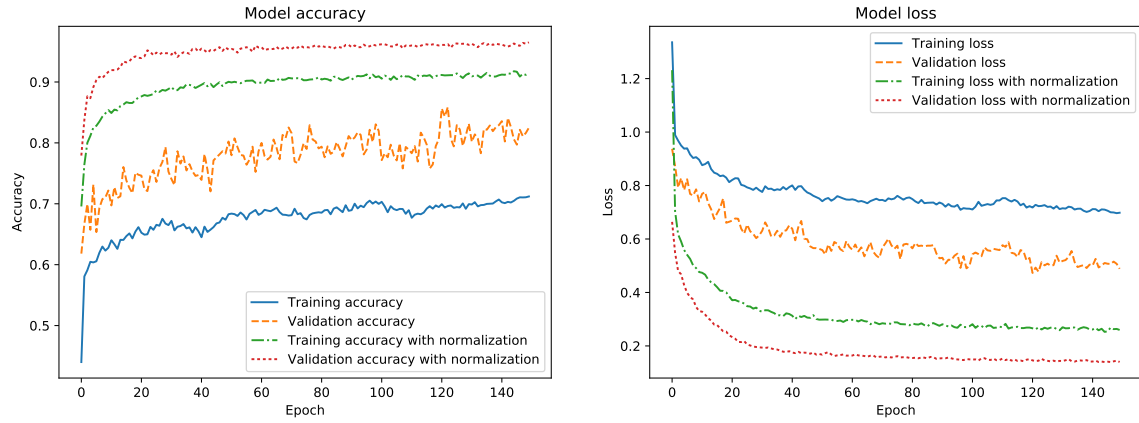 Model accuracy
Accuracy
0.9
0.8
0.7
0.6
0.5
0
20
40
60
80
100
120
140
Epoch
Training accuracy
Validation accuracy
Training accuracy with normalization
Validation accuracy with normalization
Model loss
Loss
1.2
1.0
0.8
0.6
0.4
0.2
0
20
40
60
80
100
120
140
Epoch
Training loss
Validation loss
Training loss with normalization
Validation loss with normalization